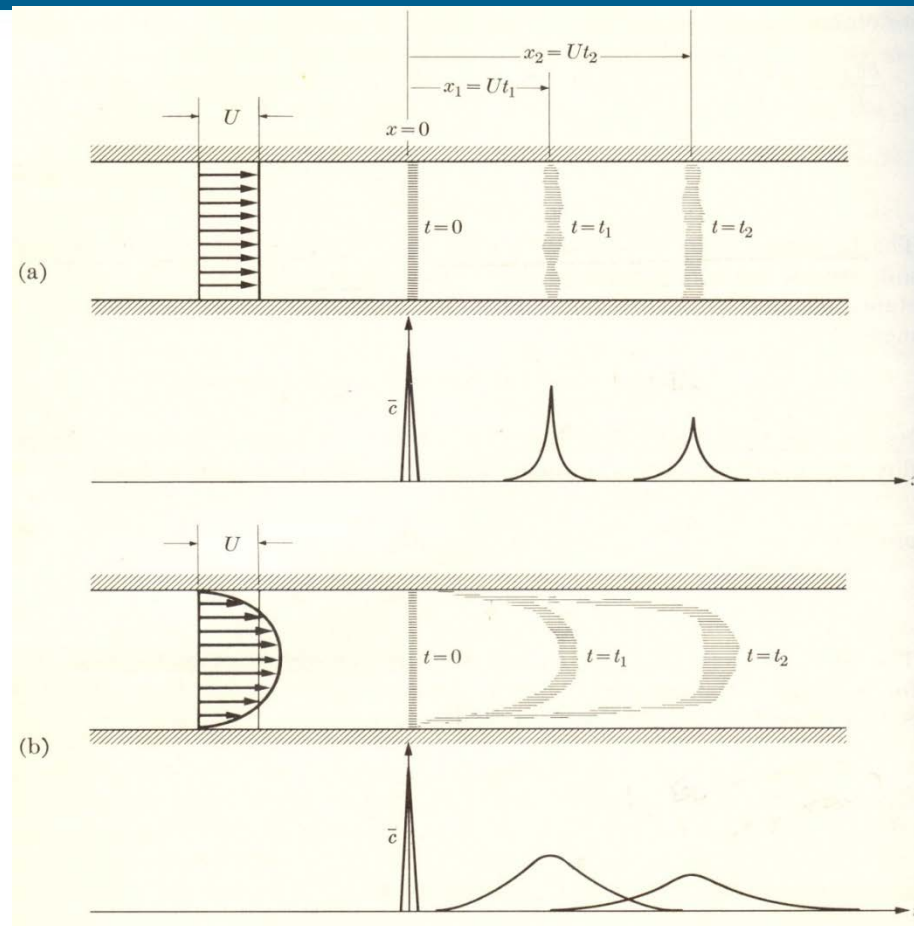 x₂ = Ut₂
x₁ = Ut₁
U
x = 0
t = 0
t = t₁
t = t₂
(a)
c̄
U
t = 0
t = t₁
t = t₂
(b)
c̄